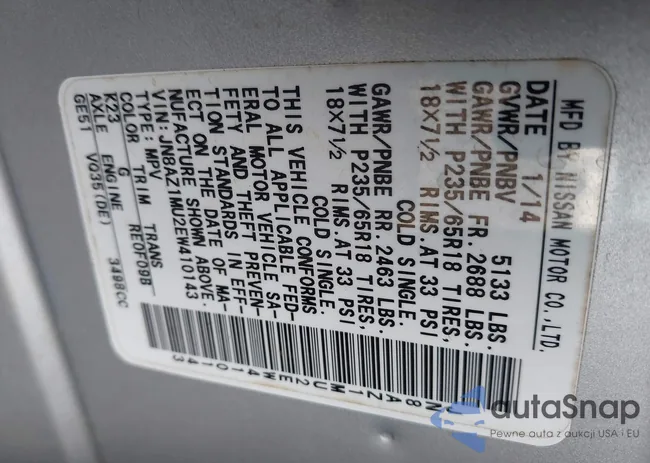 MFD BY NISSAN MOTOR CO.,LTD.
DATE 1/14
GVWR/PNBV 5133 LBS.
GAWR/PNBE FR. 2688 LBS.
WITH P235/65R18 TIRES,
18X7½ RIMS.AT 33 PSI
COLD SINGLE.
GAWR/PNBE RR. 2463 LBS.
WITH P235/65R18 TIRES,
18X7½ RIMS AT 33 PSI
COLD SINGLE.
THIS VEHICLE CONFORMS
TO ALL APPLICABLE FED-
ERAL MOTOR VEHICLE SA-
FETY AND THEFT PREVEN-
TION STANDARDS IN EFF-
ECT ON THE DATE OF MA-
NUFACTURE SHOWN ABOVE.
VIN: JN8AZ1MU2EW410143
TYPE: MPV
COLOR TRIM TRANS
K23 G RE0F09B
AXLE ENGINE
GE51 VQ35(DE) 3498CC
JN8AZ1MU2EW410143
autaSnap
Pewne auta z aukcji USA i EU